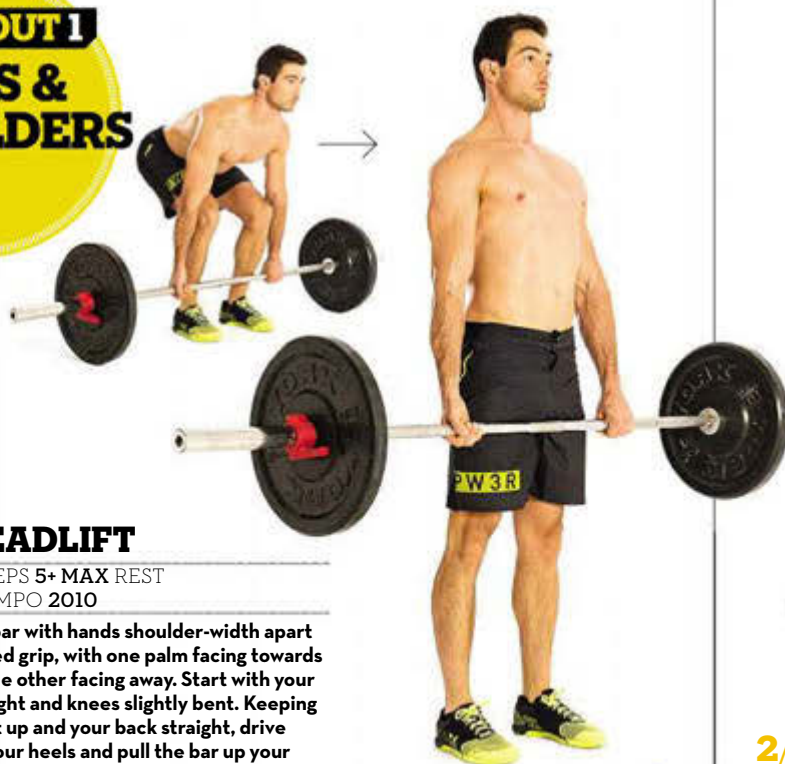 OUT 1
S &
LDERS
EADLIFT
EPS 5+ MAX REST
MPO 2010
bar with hands shoulder-width apart
ed grip, with one palm facing towards
e other facing away. Start with your
ght and knees slightly bent. Keeping
t up and your back straight, drive
our heels and pull the bar up your
PW3R
YORK
2/